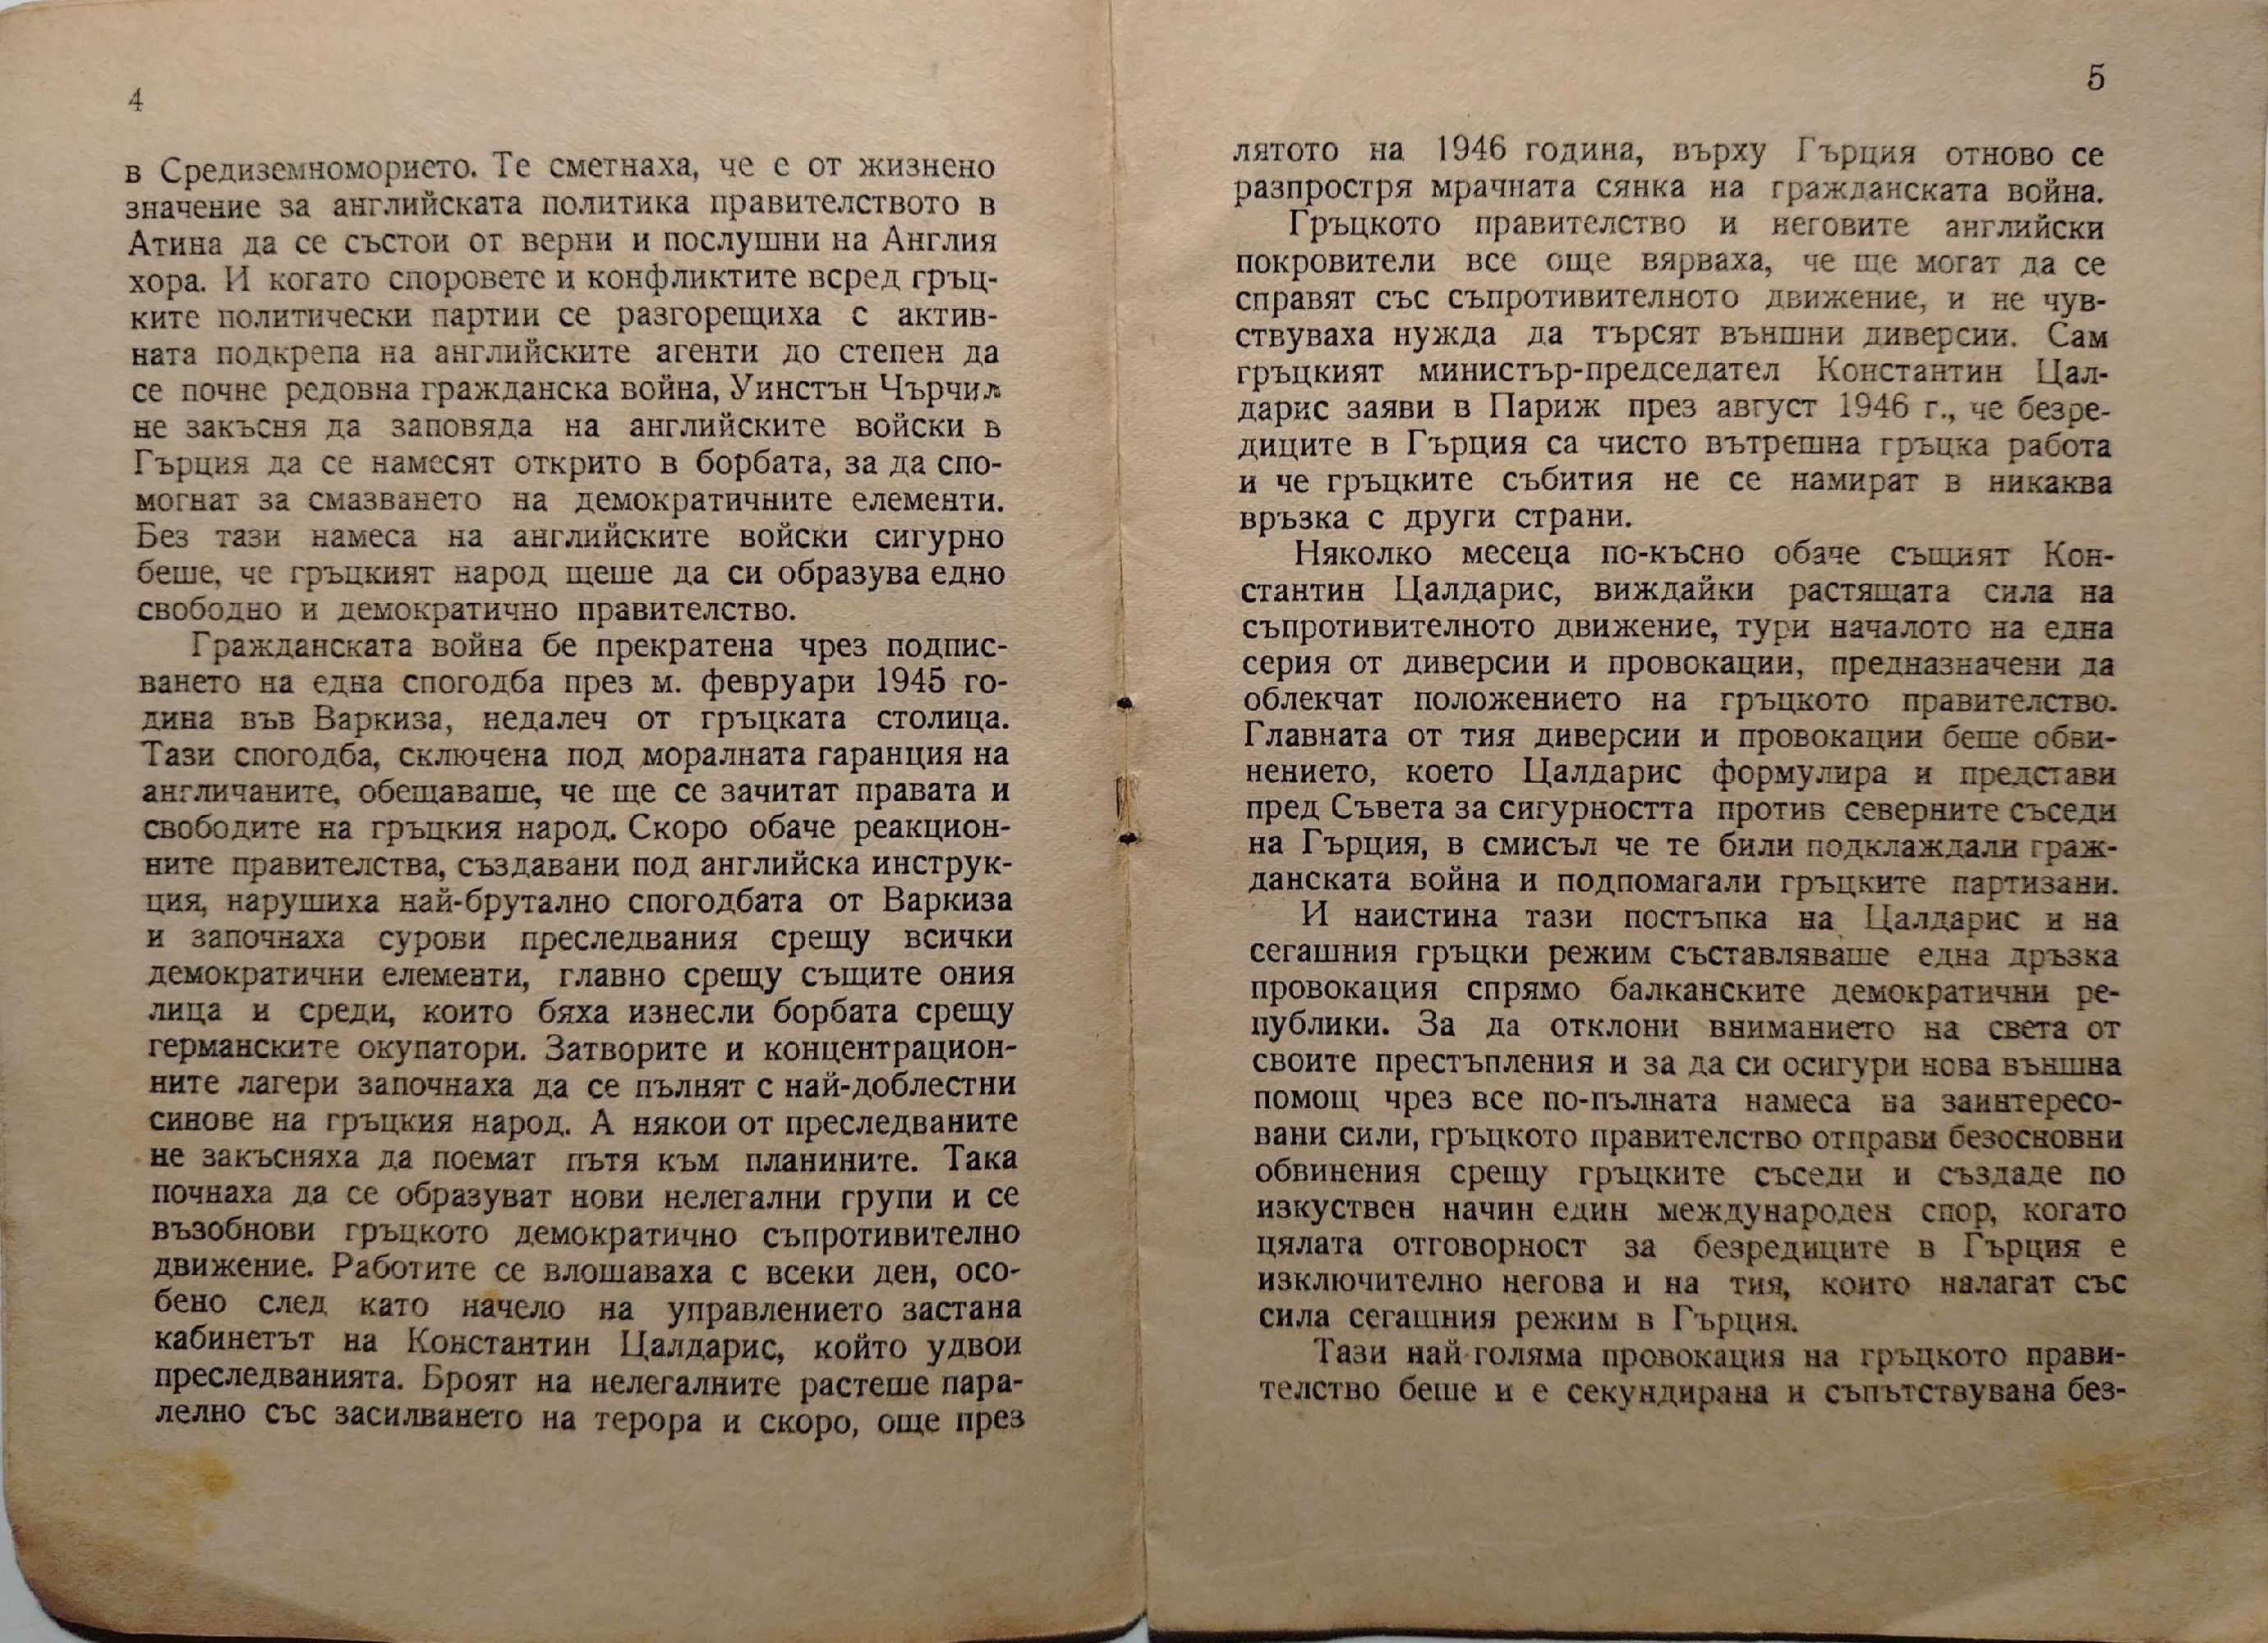 4
в Средиземноморието. Те сметнаха, че е от жизнено
значение за английската политика правителството в
Атина да се състои от верни и послушни на Англия
хора. И когато споровете и конфликтите всред гръц-
ките политически партии се разгорещиха с актив-
ната подкрепа на английските агенти до степен да
се почне редовна гражданска война, Уинстън Чърчил
не закъсня да заповяда на английските войски в
Гърция да се намесят открито в борбата, за да спо-
могнат за смазването на демократичните елементи.
Без тази намеса на английските войски сигурно
беше, че гръцкият народ щеше да си образува едно
свободно и демократично правителство.
Гражданската война бе прекратена чрез подпис-
ването на една спогодба през м. февруари 1945 го-
дина във Варкиза, недалеч от гръцката столица.
Тази спогодба, сключена под моралната гаранция на
англичаните, обещаваше, че ще се зачитат правата и
свободите на гръцкия народ. Скоро обаче реакцион-
ните правителства, създавани под английска инструк-
ция, нарушиха най-брутално спогодбата от Варкиза
и започнаха сурови преследвания срещу всички
демократични елементи, главно срещу същите ония
лица и среди, които бяха изнесли борбата срещу
германските окупатори. Затворите и концентрацион-
ните лагери започнаха да се пълнят с най-доблестни
синове на гръцкия народ. А някои от преследваните
не закъсняха да поемат пътя към планините. Така
почнаха да се образуват нови нелегални групи и се
възобнови гръцкото демократично съпротивително
движение. Работите се влошаваха с всеки ден, осо-
бено след като начело на управлението застана
кабинетът на Константин Цалдарис, който удвои
преследванията. Броят на нелегалните растеше пара-
лелно със засилването на терора и скоро, още през
5
лятото на 1946 година, върху Гърция отново се
разпростря мрачната сянка на гражданската война.
Гръцкото правителство и неговите английски
покровители все още вярваха, че ще могат да се
справят със съпротивителното движение, и не чув-
ствуваха нужда да търсят външни диверсии. Сам
гръцкият министър-председател Константин Цал-
дарис заяви в Париж през август 1946 г., че безре-
диците в Гърция са чисто вътрешна гръцка работа
и че гръцките събития не се намират в никаква
връзка с други страни.
Няколко месеца по-късно обаче същият Кон-
стантин Цалдарис, виждайки растящата сила на
съпротивителното движение, тури началото на една
серия от диверсии и провокации, предназначени да
облекчат положението на гръцкото правителство.
Главната от тия диверсии и провокации беше обви-
нението, което Цалдарис формулира и представи
пред Съвета за сигурността против северните съседи
на Гърция, в смисъл че те били подклаждали граж-
данската война и подпомагали гръцките партизани.
И наистина тази постъпка на Цалдарис и на
сегашния гръцки режим съставляваше една дръзка
провокация спрямо балканските демократични ре-
публики. За да отклони вниманието на света от
своите престъпления и за да си осигури нова външна
помощ чрез все по-пълната намеса на заинтересо-
вани сили, гръцкото правителство отправи безосновни
обвинения срещу гръцките съседи и създаде по
изкуствен начин един международен спор, когато
цялата отговорност за безредиците в Гърция е
изключително негова и на тия, които налагат със
сила сегашния режим в Гърция.
Тази най-голяма провокация на гръцкото прави-
телство беше и е секундирана и съпътствувана без-